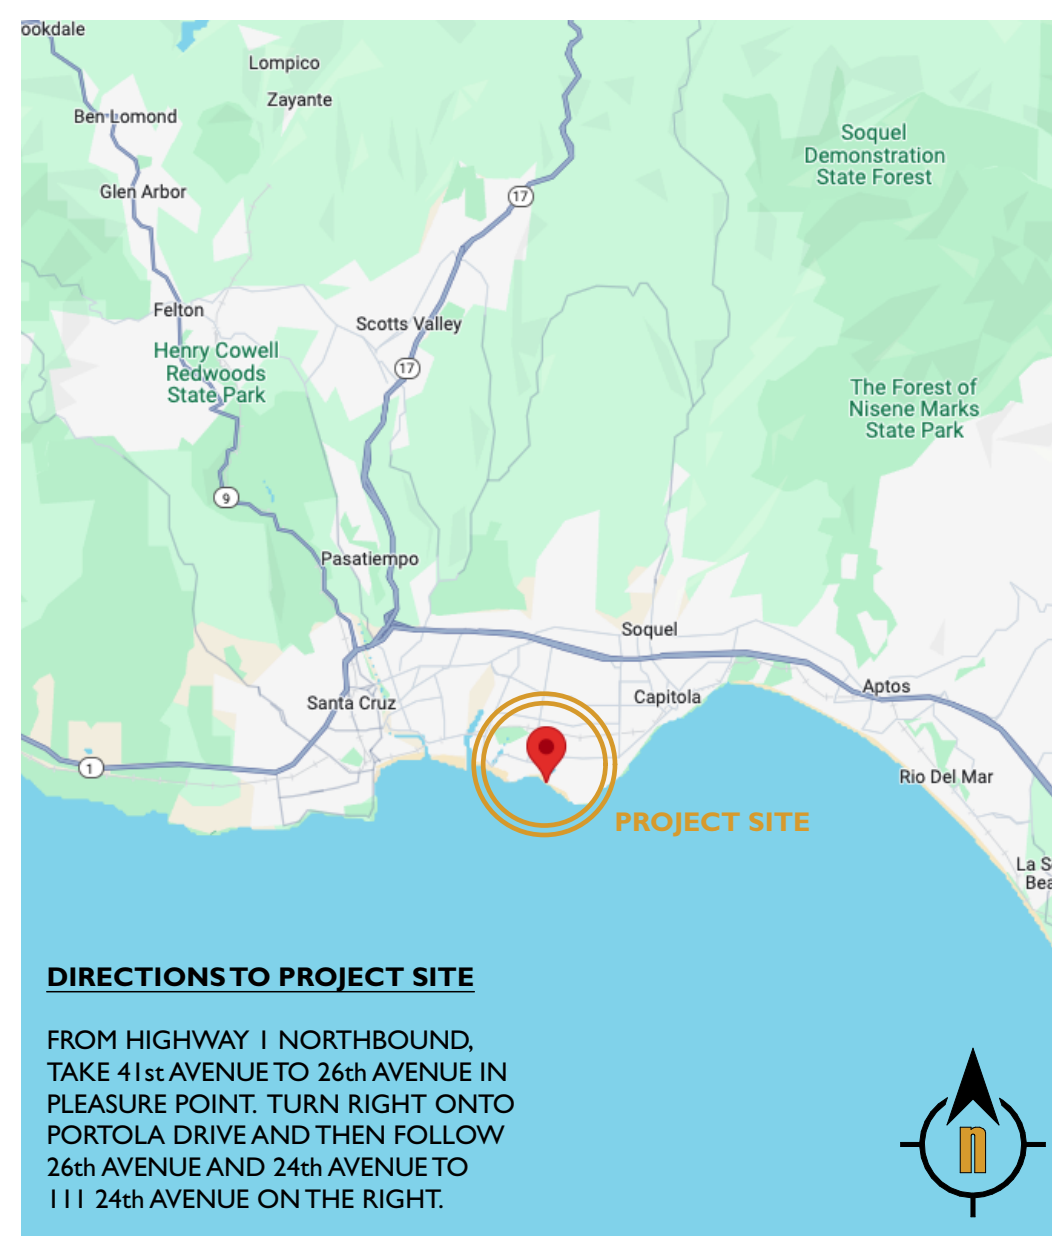 ookdale
Lompico
Zayante
Ben Lomond
Soquel
Demonstration
State Forest
Glen Arbor
17
Felton
Scotts Valley
Henry Cowell
Redwoods
State Park
17
The Forest of
Nisene Marks
State Park
9
Pasatiempo
Soquel
Aptos
Capitola
Santa Cruz
1
Rio Del Mar
PROJECT SITE
La S
Bea
DIRECTIONS TO PROJECT SITE
FROM HIGHWAY 1 NORTHBOUND,
TAKE 41st AVENUE TO 26th AVENUE IN
PLEASURE POINT. TURN RIGHT ONTO
PORTOLA DRIVE AND THEN FOLLOW
26th AVENUE AND 24th AVENUE TO
111 24th AVENUE ON THE RIGHT.
n